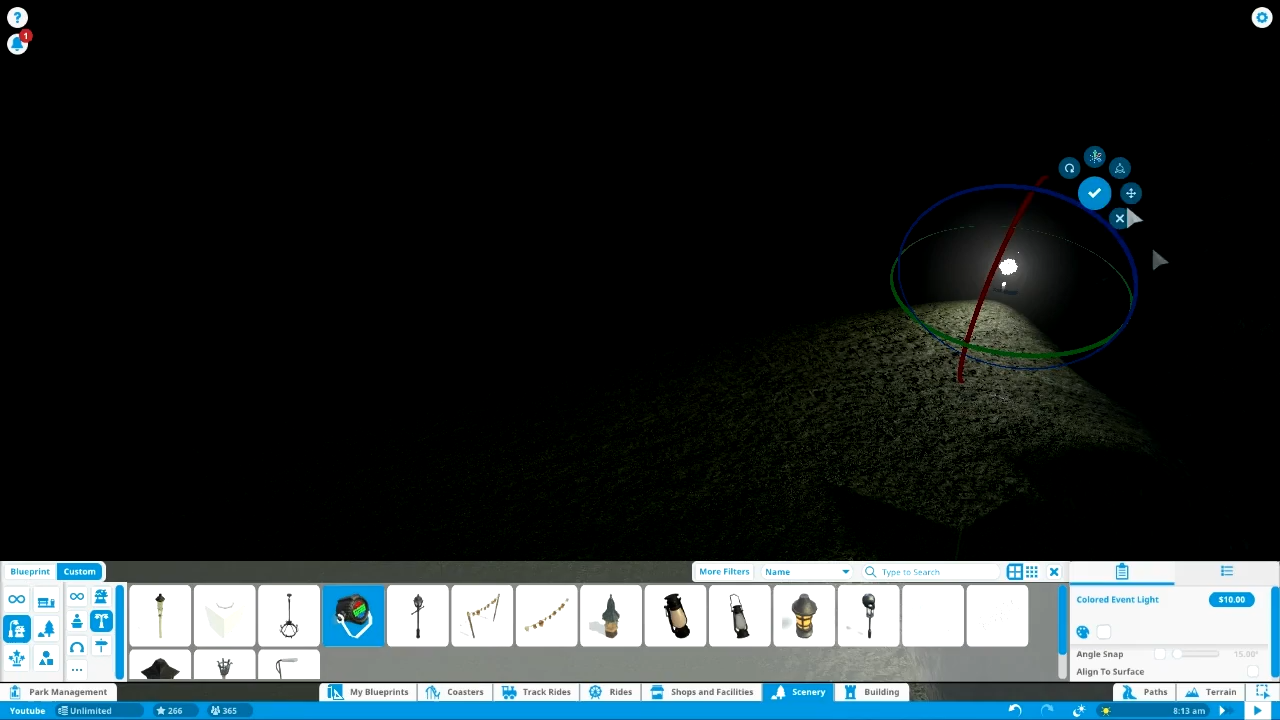 ?
1
Blueprint
Custom
More Filters
Name
Type to Search
Colored Event Light
$10.00
Angle Snap
15.00°
Align To Surface
Park Management
My Blueprints
Coasters
Track Rides
Rides
Shops and Facilities
Scenery
Building
Paths
Terrain
Youtube
Unlimited
266
365
8:13 am